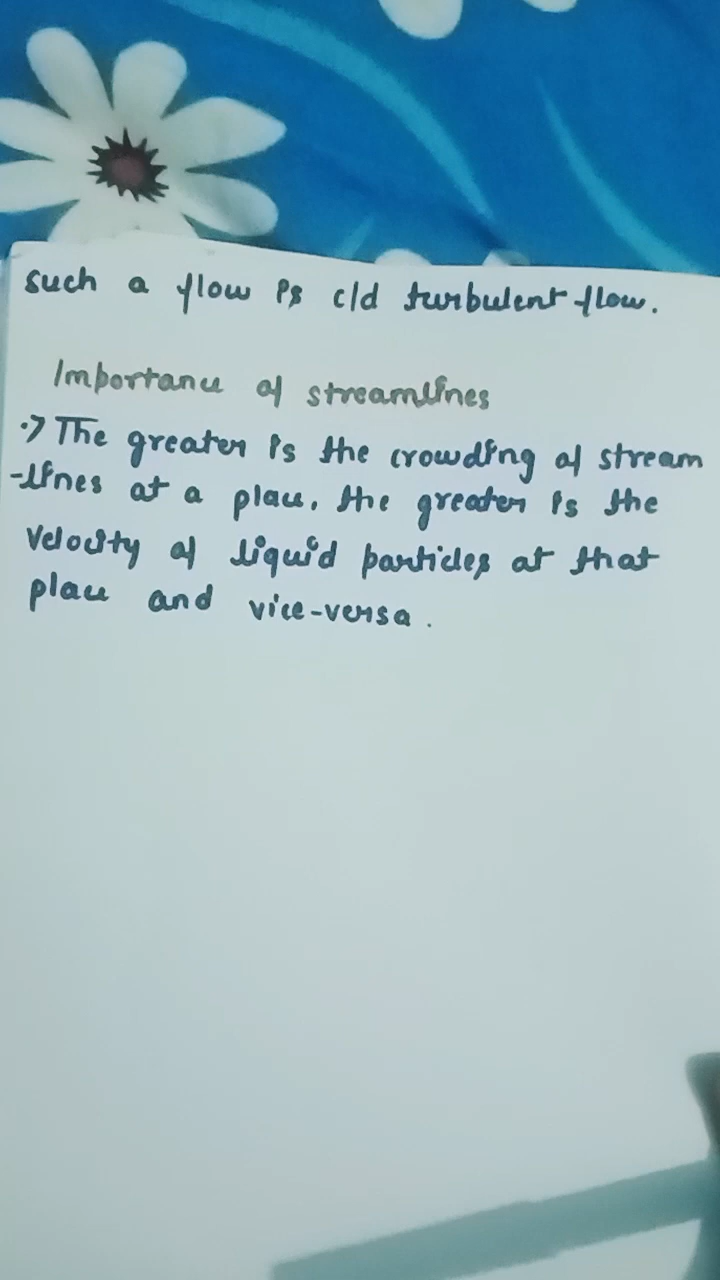 such a flow is c/d turbulent flow.
Importance of streamlines
•> The greater is the crowding of stream
-lines at a place, the greater is the
velocity of liquid particles at that
place and vice-versa.